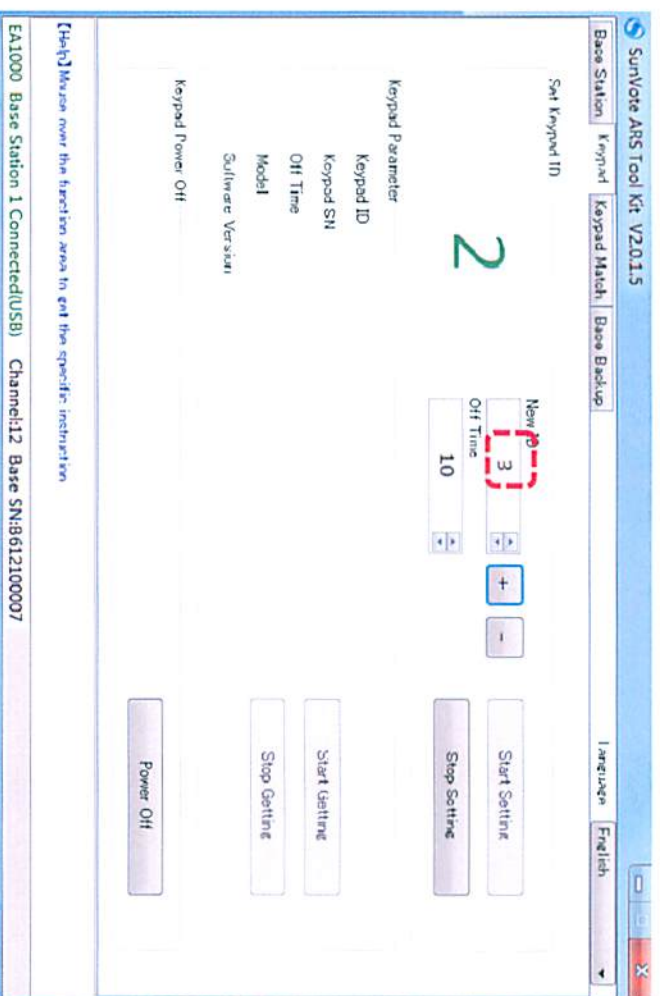 SunVote ARS Tool Kit V2.0.1.5
Base Station Keypad Keypad Match Base Backup Language English
Set Keypad ID
2
New ID
3
+ -
Start Setting
Off Time
10
Stop Setting
Keypad Parameter
Keypad ID
Keypad SN
Off Time
Model
Software Version
Start Getting
Stop Getting
Keypad Power Off
Power Off
【Help】Mouse over the function area to get the specific instruction
EA1000 Base Station 1 Connected(USB) Channel:12 Base SN:8612100007